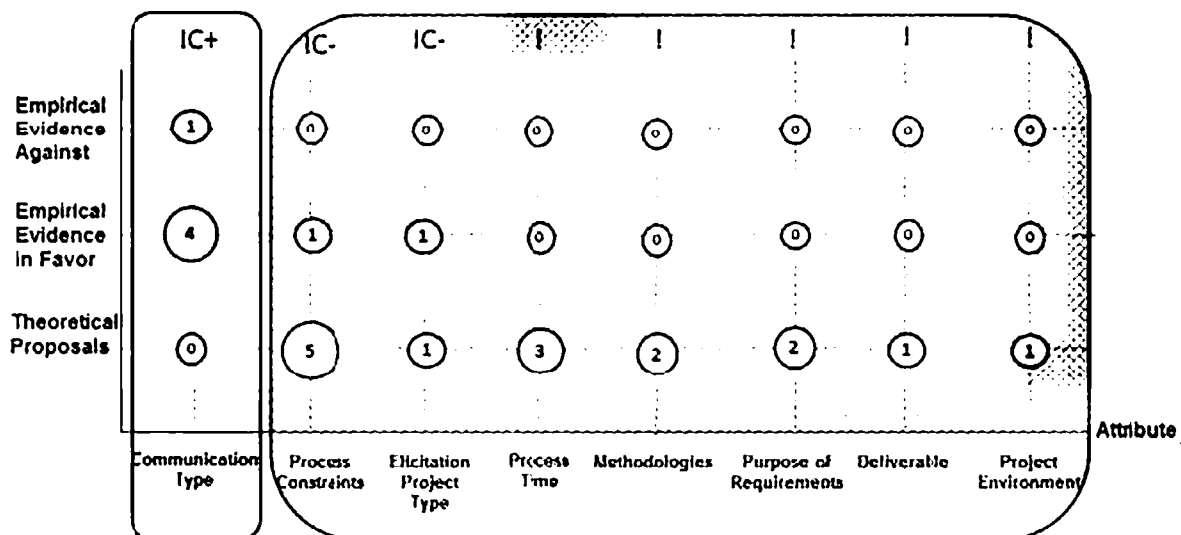 IC+ IC- IC- ! ! ! ! !
Empirical
Evidence
Against
1 0 0 0 0 0 0 0
Empirical
Evidence
in Favor
4 1 1 0 0 0 0 0
Theoretical
Proposals
0 5 1 3 2 2 1 1
Attribute
Communication
Type
Process
Constraints
Elicitation
Project
Type
Process
Time
Methodologies
Purpose of
Requirements
Deliverable
Project
Environment